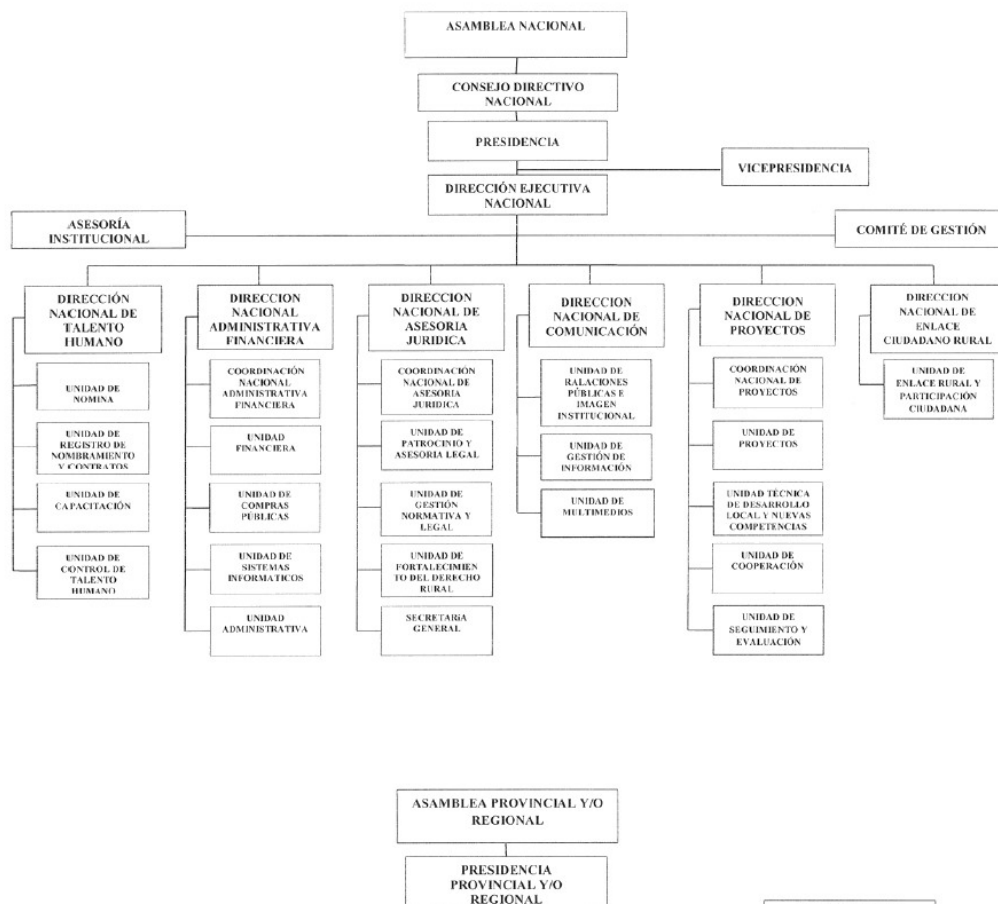 ASAMBLEA NACIONAL
CONSEJO DIRECTIVO
NACIONAL
PRESIDENCIA
VICEPRESIDENCIA
DIRECCIÓN EJECUTIVA
NACIONAL
ASESORÍA
INSTITUCIONAL
COMITÉ DE GESTIÓN
DIRECCIÓN
NACIONAL DE
TALENTO
HUMANO
UNIDAD DE
NOMINA
UNIDAD DE
REGISTRO DE
NOMBRAMIENTO
Y CONTRATOS
UNIDAD DE
CAPACITACIÓN
UNIDAD DE
CONTROL DE
TALENTO
HUMANO
DIRECCION
NACIONAL
ADMINISTRATIVA
FINANCIERA
COORDINACIÓN
NACIONAL
ADMINISTRATIVA
FINANCIERA
UNIDAD
FINANCIERA
UNIDAD DE
COMPRAS
PÚBLICAS
UNIDAD DE
SISTEMAS
INFORMATICOS
UNIDAD
ADMINISTRATIVA
DIRECCION
NACIONAL DE
ASESORIA
JURIDICA
COORDINACIÓN
NACIONAL DE
ASESORIA
JURIDICA
UNIDAD DE
PATROCINIO Y
ASESORIA LEGAL
UNIDAD DE
GESTIÓN
NORMATIVA Y
LEGAL
UNIDAD DE
FORTALECIMIEN
TO DEL DERECHO
RURAL
SECRETARIA
GENERAL
DIRECCION
NACIONAL DE
COMUNICACIÓN
UNIDAD DE
RALACIONES
PÚBLICAS E
IMAGEN
INSTITUCIONAL
UNIDAD DE
GESTIÓN DE
INFORMACIÓN
UNIDAD DE
MULTIMEDIOS
DIRECCION
NACIONAL DE
PROYECTOS
COORDINACIÓN
NACIONAL DE
PROYECTOS
UNIDAD DE
PROYECTOS
UNIDAD TÉCNICA
DE DESARROLLO
LOCAL Y NUEVAS
COMPETENCIAS
UNIDAD DE
COOPERACIÓN
UNIDAD DE
SEGUIMIENTO Y
EVALUACIÓN
DIRECCION
NACIONAL DE
ENLACE
CIUDADANO RURAL
UNIDAD DE
ENLACE RURAL Y
PARTICIPACIÓN
CIUDADANA
ASAMBLEA PROVINCIAL Y/O
REGIONAL
PRESIDENCIA
PROVINCIAL Y/O
REGIONAL